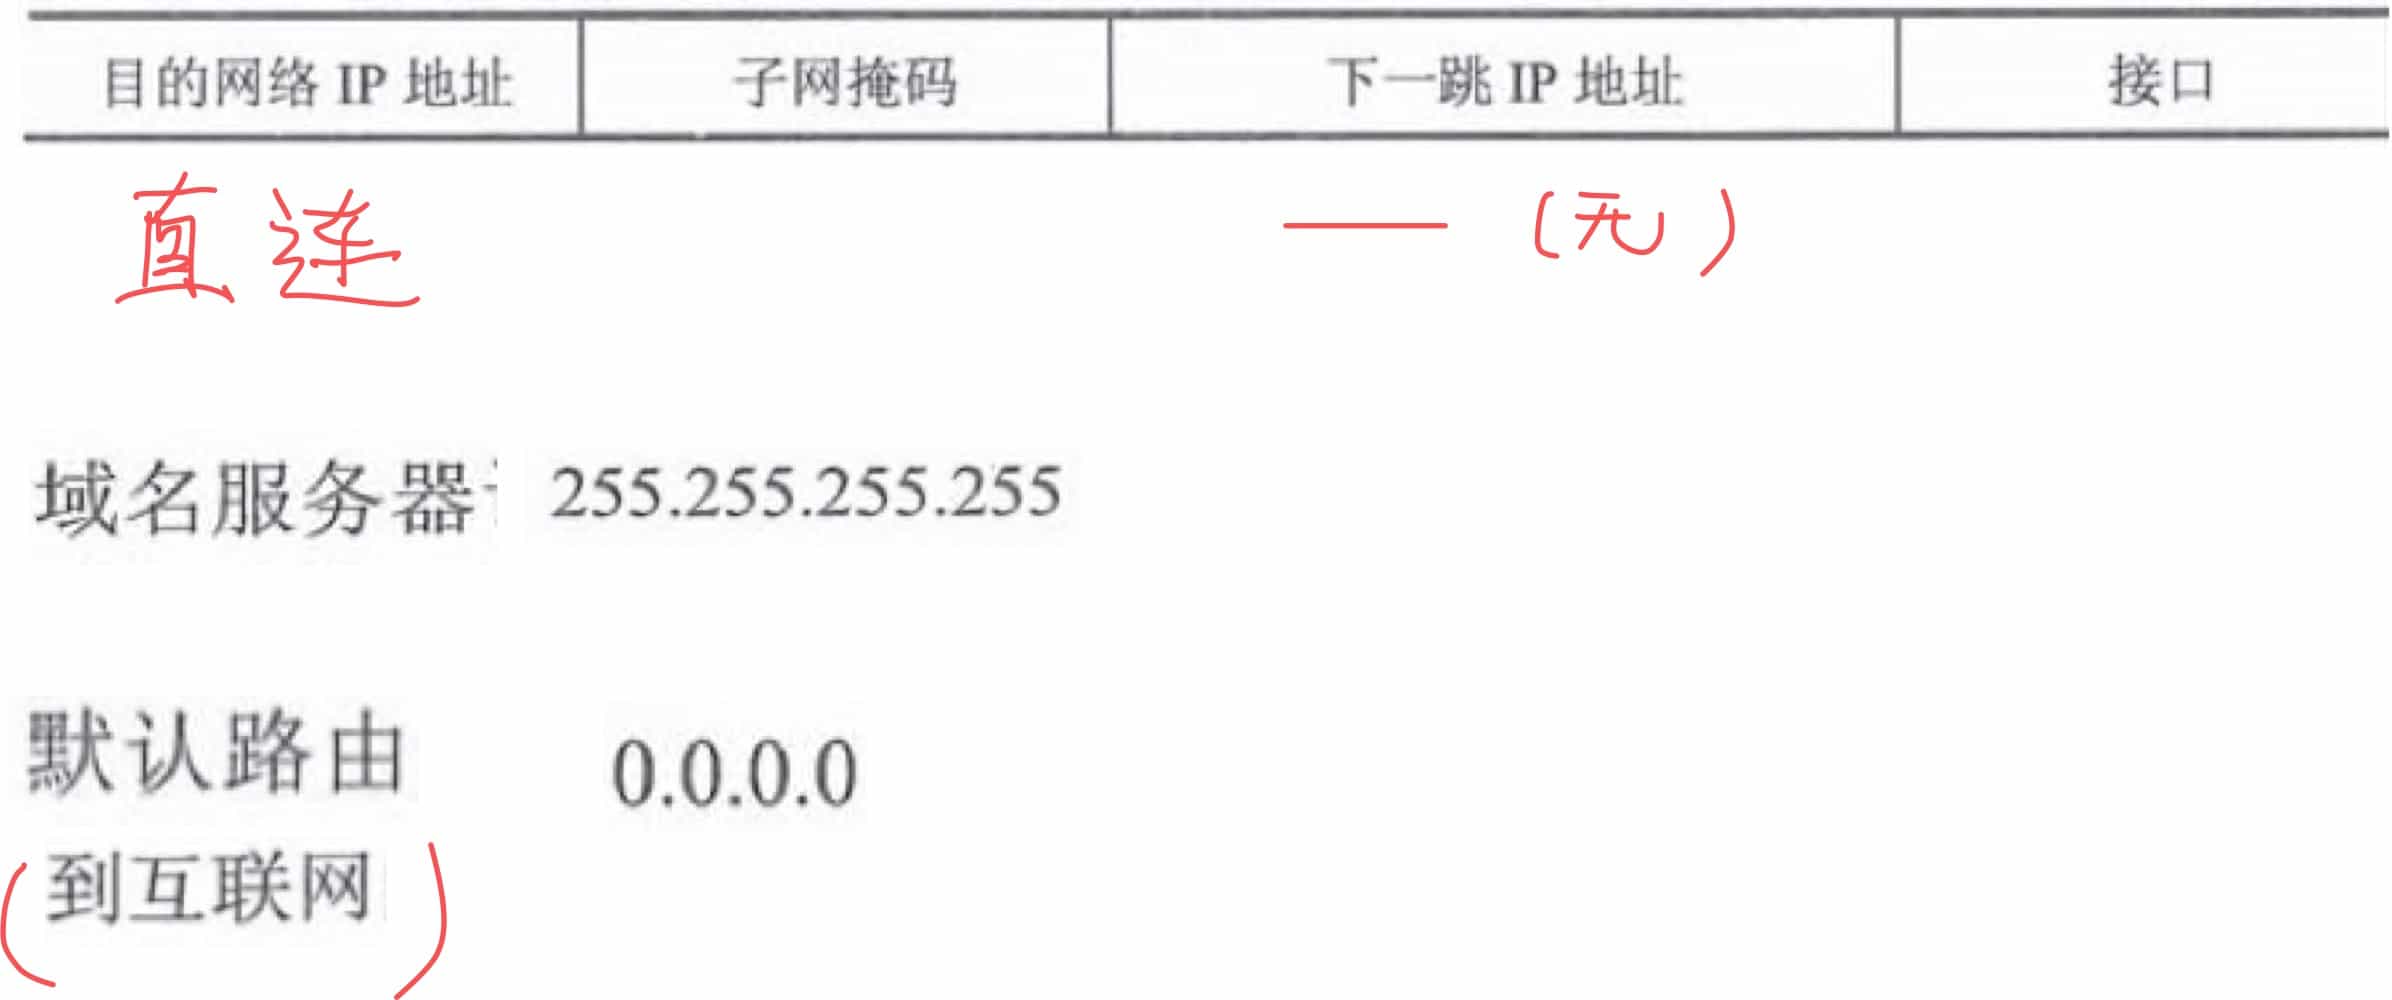 目的网络 IP 地址 子网掩码 下一跳 IP 地址 接口
直连 —（无）
域名服务器 255.255.255.255
默认路由 0.0.0.0
（到互联网）